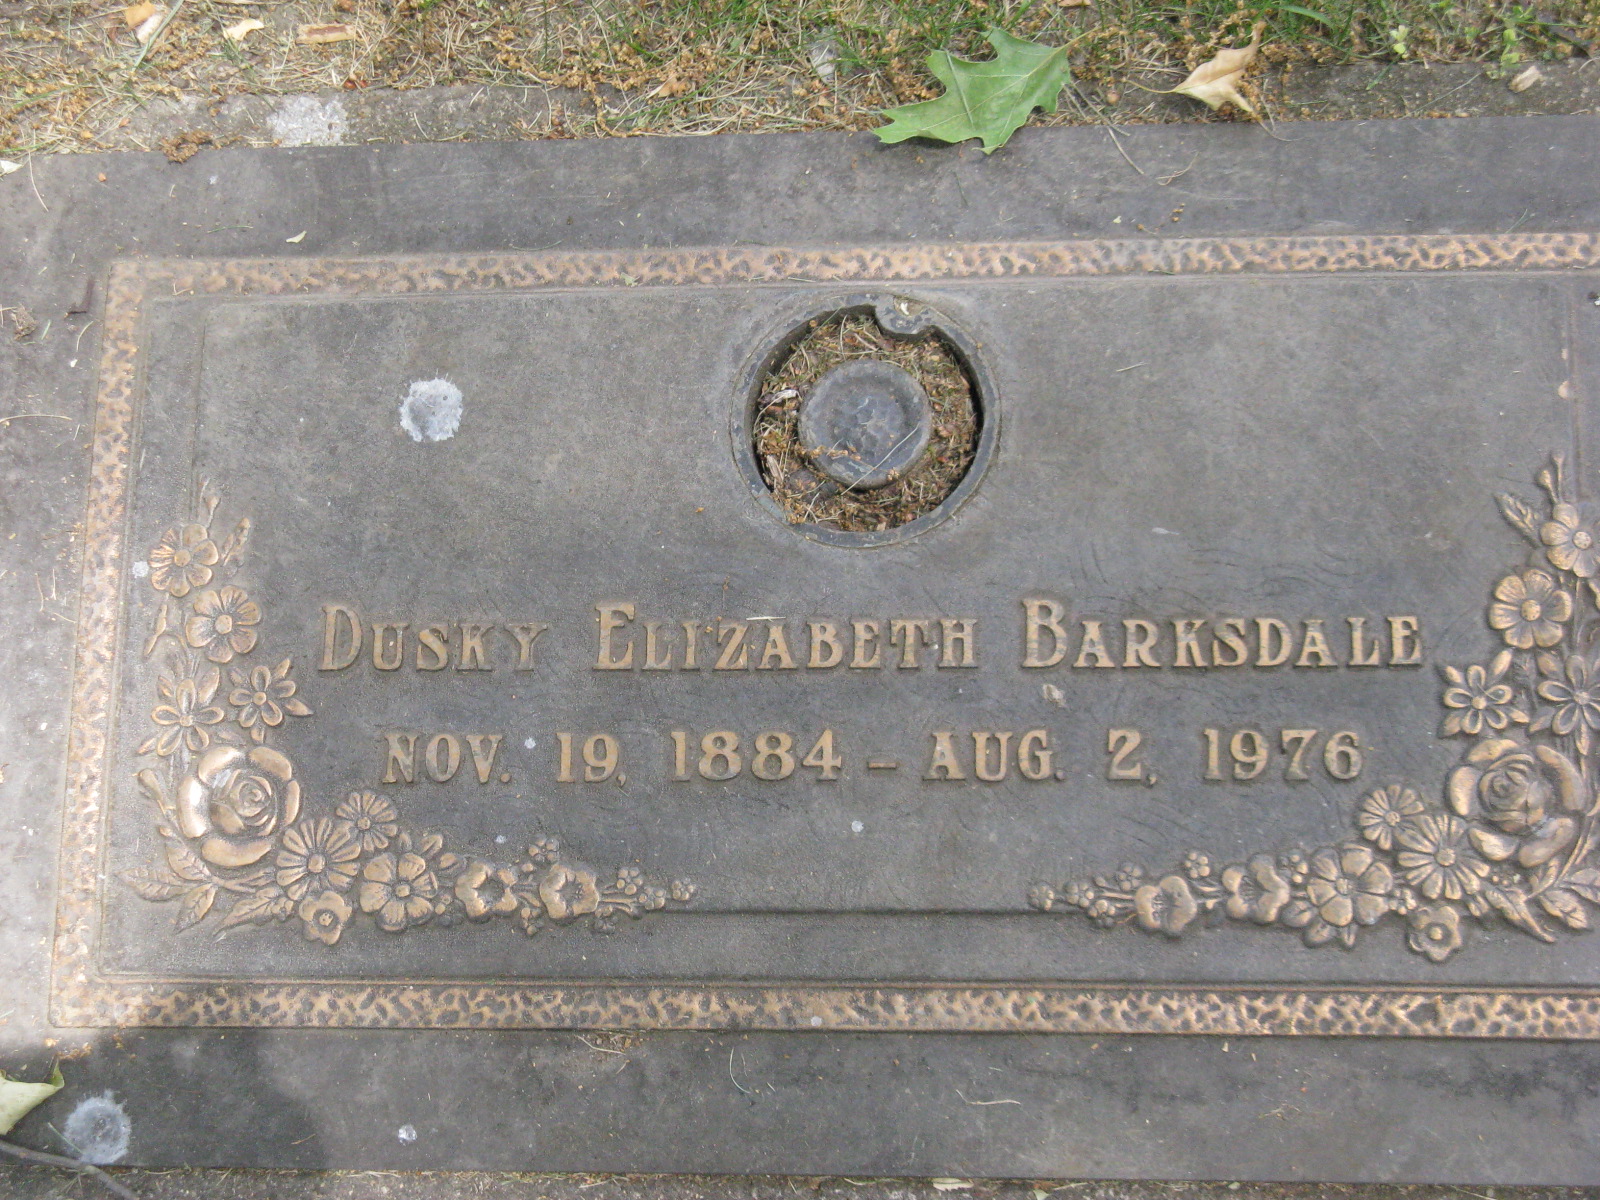 DUSKY ELIZABETH BARKSDALE
NOV. 19, 1884 – AUG. 2, 1976